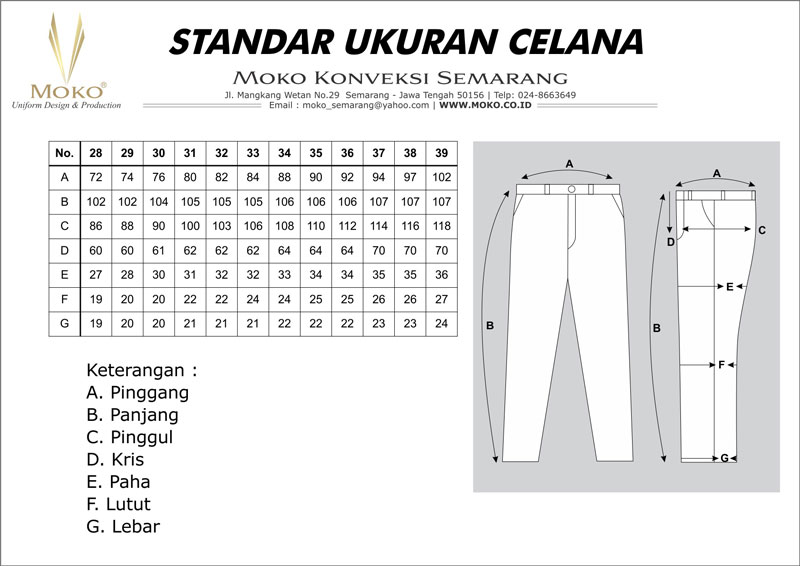 MOKO®
Uniform Design & Production
STANDAR UKURAN CELANA
MOKO KONVEKSI SEMARANG
Jl. Mangkang Wetan No.29 Semarang - Jawa Tengah 50156 | Telp: 024-8663649
Email : moko_semarang@yahoo.com | WWW.MOKO.CO.ID
No. 28 29 30 31 32 33 34 35 36 37 38 39
A 72 74 76 80 82 84 88 90 92 94 97 102
B 102 102 104 105 105 105 106 106 106 107 107 107
C 86 88 90 100 103 106 108 110 112 114 116 118
D 60 60 61 62 62 62 64 64 64 70 70 70
E 27 28 30 31 32 32 33 34 34 35 35 36
F 19 20 20 22 22 24 24 25 25 26 26 27
G 19 20 20 21 21 21 22 22 22 23 23 24
A
B
A
D
C
E
B
F
G
Keterangan :
A. Pinggang
B. Panjang
C. Pinggul
D. Kris
E. Paha
F. Lutut
G. Lebar